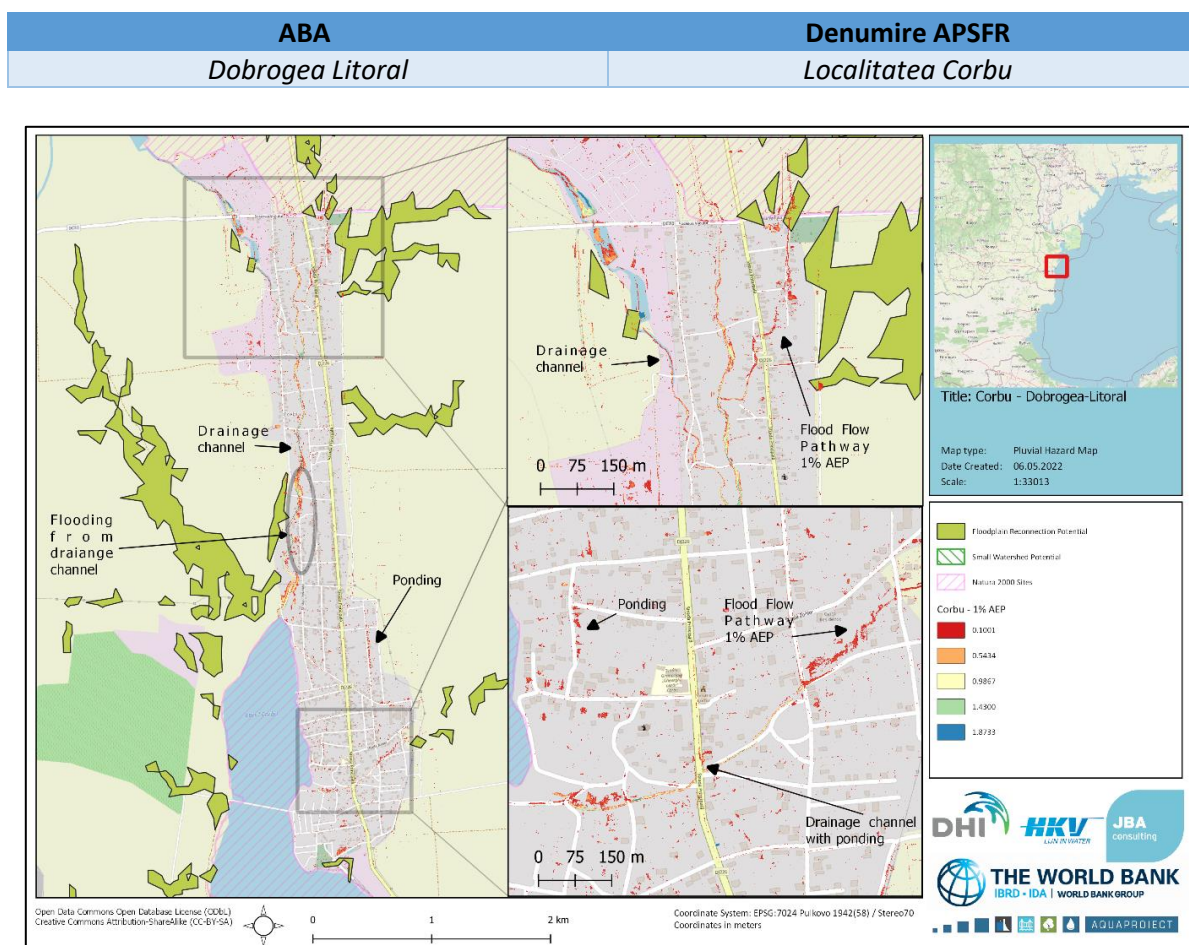 ABA
Denumire APSFR
Dobrogea Litoral
Localitatea Corbu
Drainage
channel
Flooding
from
draiange
channel
Ponding
Drainage
channel
Flood Flow
Pathway
1% AEP
0 75 150 m
Ponding
Flood Flow
Pathway
1% AEP
Drainage channel
with ponding
0 75 150 m
Title: Corbu - Dobrogea-Litoral
Map type: Pluvial Hazard Map
Date Created: 06.05.2022
Scale: 1:33013
Floodplain Reconnection Potential
Small Watershed Potential
Natura 2000 Sites
Corbu - 1% AEP
0.1001
0.5434
0.9867
1.4300
1.8733
DHI
HKV
LIJN IN WATER
JBA
consulting
THE WORLD BANK
IBRD • IDA | WORLD BANK GROUP
AQUAPROIECT
Open Data Commons Open Database License (ODbL)
Creative Commons Attribution-ShareAlike (CC-BY-SA)
0 1 2 km
Coordinate System: EPSG:7024 Pulkovo 1942(58) / Stereo70
Coordinates in meters